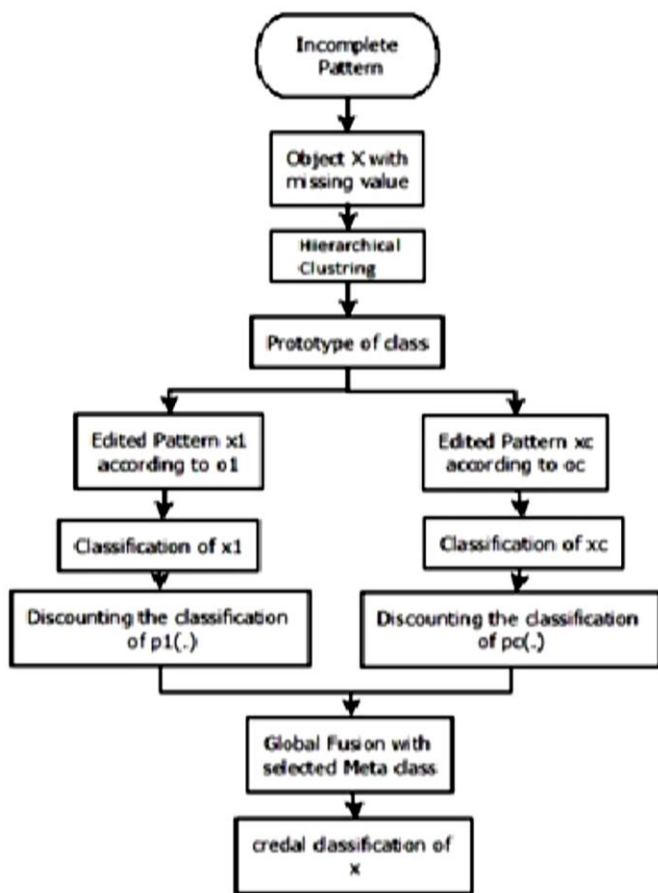 Incomplete
Pattern
Object X with
missing value
Hierarchical
Clustring
Prototype of class
Edited Pattern x1
according to o1
Edited Pattern xc
according to oc
Classification of x1
Classification of xc
Discounting the classification
of p1(.)
Discounting the classification
of pc(.)
Global Fusion with
selected Meta class
credal classification of
x